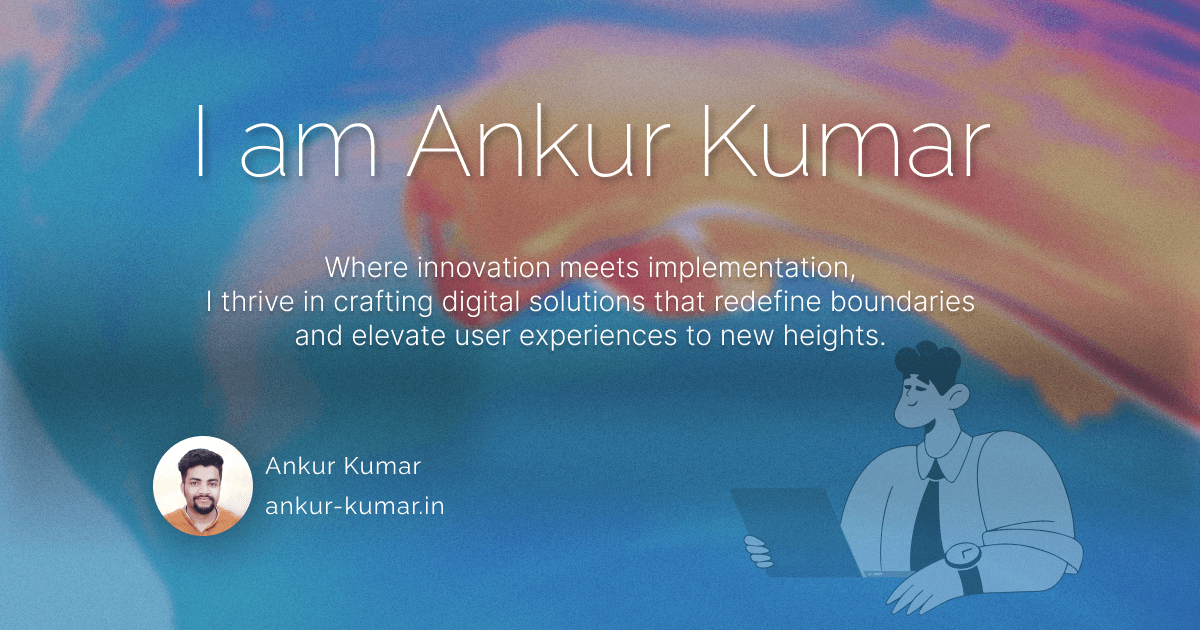 I am Ankur Kumar
Where innovation meets implementation,
I thrive in crafting digital solutions that redefine boundaries
and elevate user experiences to new heights.
Ankur Kumar
ankur-kumar.in